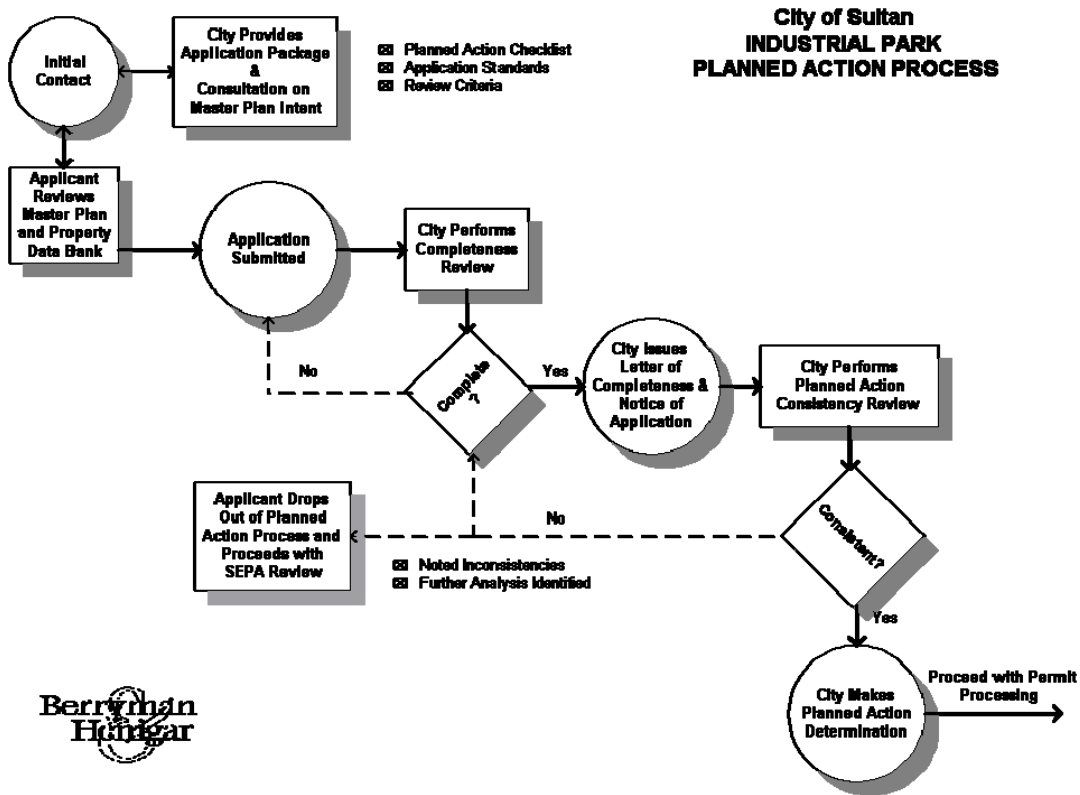 City of Sultan
INDUSTRIAL PARK
PLANNED ACTION PROCESS
Initial
Contact
City Provides
Application Package
&
Consultation on
Master Plan Intent
Planned Action Checklist
Application Standards
Review Criteria
Applicant
Reviews
Master Plan
and Property
Data Bank
Application
Submitted
City Performs
Completeness
Review
Complete
?
No
Yes
City Issues
Letter of
Completeness &
Notice of
Application
City Performs
Planned Action
Consistency Review
Consistent?
No
Applicant Drops
Out of Planned
Action Process and
Proceeds with
SEPA Review
Noted Inconsistencies
Further Analysis Identified
Yes
City Makes
Planned Action
Determination
Proceed with Permit
Processing
Berryman
&
Henigar